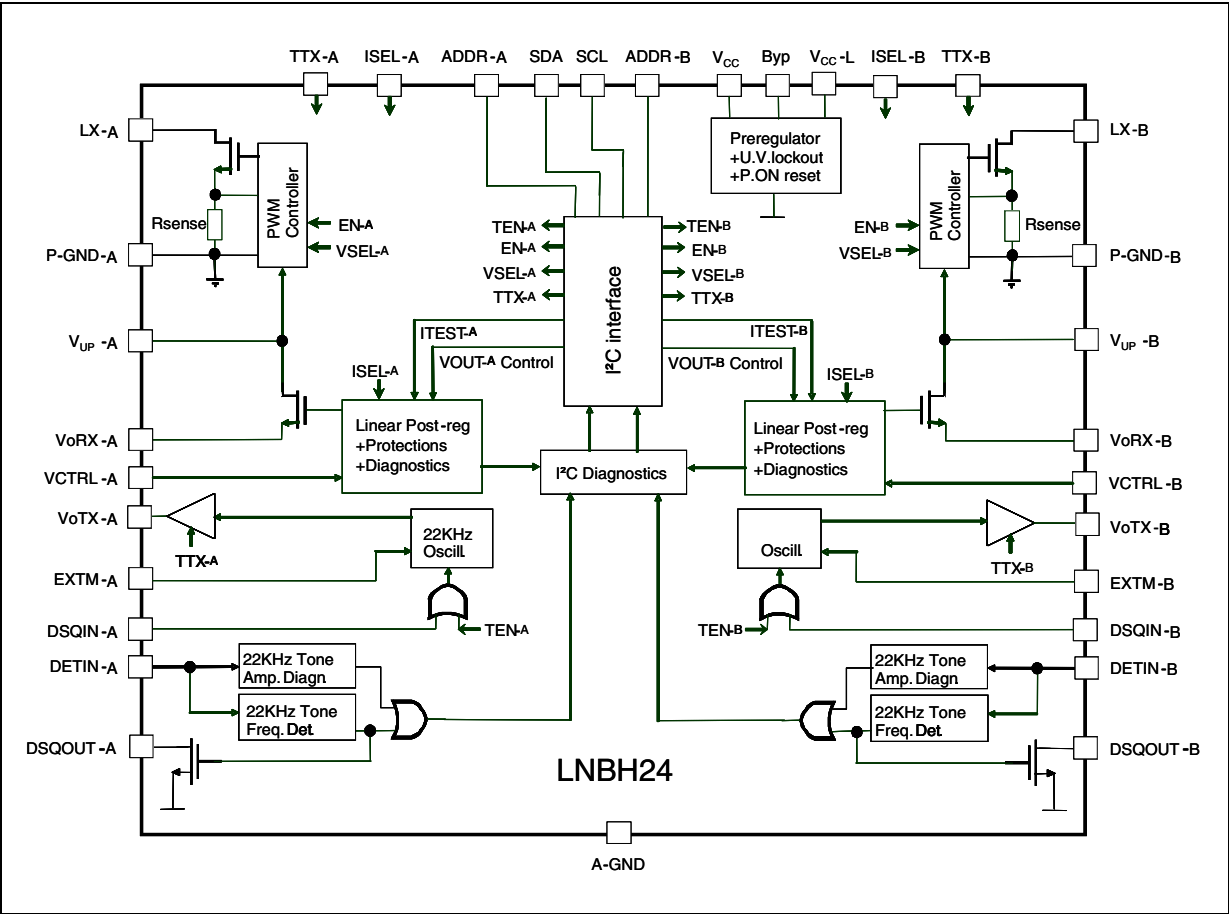 TTX-A
ISEL-A
ADDR-A
SDA
SCL
ADDR-B
VCC
Byp
VCC-L
ISEL-B
TTX-B
LX-A
Rsense
P-GND-A
PWM
Controller
EN-A
VSEL-A
Preregulator
+U.V.lockout
+P.ON reset
EN-B
VSEL-B
PWM
Controller
LX-B
Rsense
P-GND-B
TEN-A
EN-A
VSEL-A
TTX-A
I²C interface
TEN-B
EN-B
VSEL-B
TTX-B
ITEST-A
VOUT-A Control
ITEST-B
VOUT-B Control
VUP -A
VUP -B
ISEL-A
ISEL-B
VoRX-A
VCTRL-A
Linear Post-reg
+Protections
+Diagnostics
I²C Diagnostics
Linear Post-reg
+Protections
+Diagnostics
VoRX-B
VCTRL-B
VoTX-A
TTX-A
22KHz
Oscill.
Oscill.
TTX-B
VoTX-B
EXTM-A
EXTM-B
DSQIN-A
TEN-A
TEN-B
DSQIN-B
DETIN-A
22KHz Tone
Amp. Diagn.
22KHz Tone
Freq. Det.
22KHz Tone
Amp. Diagn.
22KHz Tone
Freq. Det.
DETIN-B
DSQOUT-A
DSQOUT-B
LNBH24
A-GND